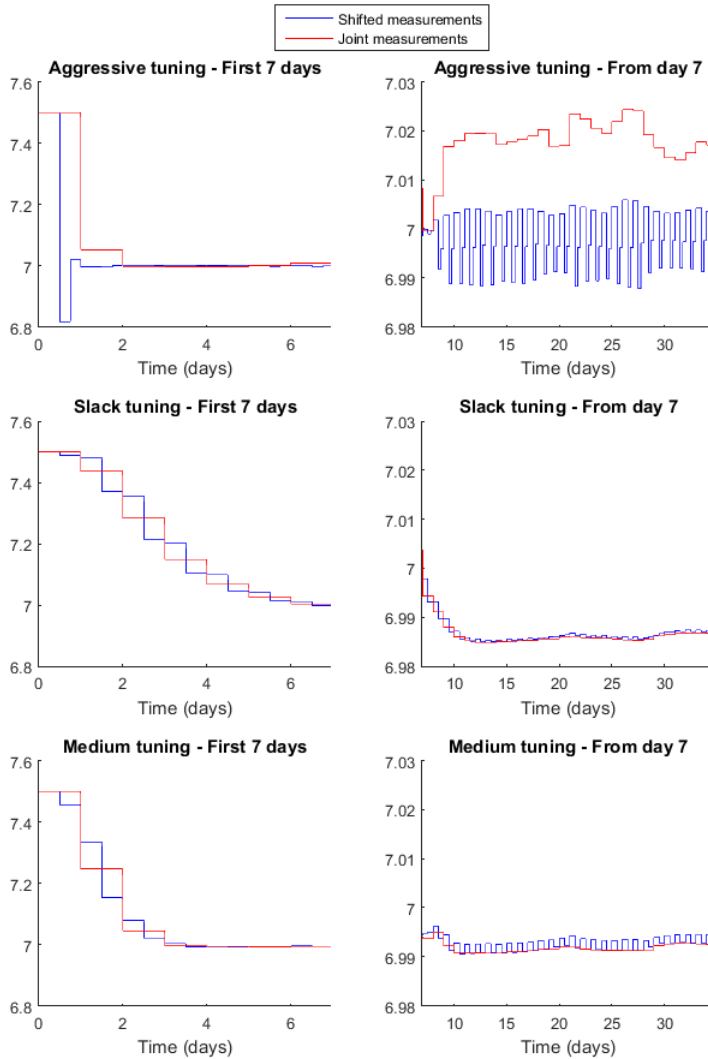 Shifted measurements
Joint measurements
Aggressive tuning - First 7 days
7.6
7.4
7.2
7
6.8
0 2 4 6
Time (days)
Aggressive tuning - From day 7
7.03
7.02
7.01
7
6.99
6.98
10 15 20 25 30
Time (days)
Slack tuning - First 7 days
7.6
7.4
7.2
7
6.8
0 2 4 6
Time (days)
Slack tuning - From day 7
7.03
7.02
7.01
7
6.99
6.98
10 15 20 25 30
Time (days)
Medium tuning - First 7 days
7.6
7.4
7.2
7
6.8
0 2 4 6
Time (days)
Medium tuning - From day 7
7.03
7.02
7.01
7
6.99
6.98
10 15 20 25 30
Time (days)